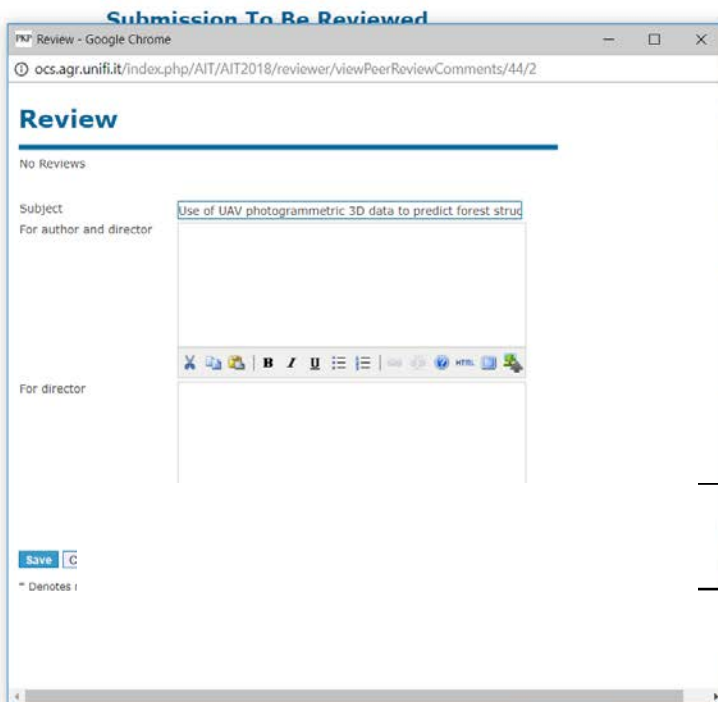 Submission To Be Reviewed
PKP Review - Google Chrome
ocs.agr.unifi.it/index.php/AIT/AIT2018/reviewer/viewPeerReviewComments/44/2
Review
No Reviews
Subject
Use of UAV photogrammetric 3D data to predict forest struc
For author and director
B I U HTML
For director
Save C
* Denotes